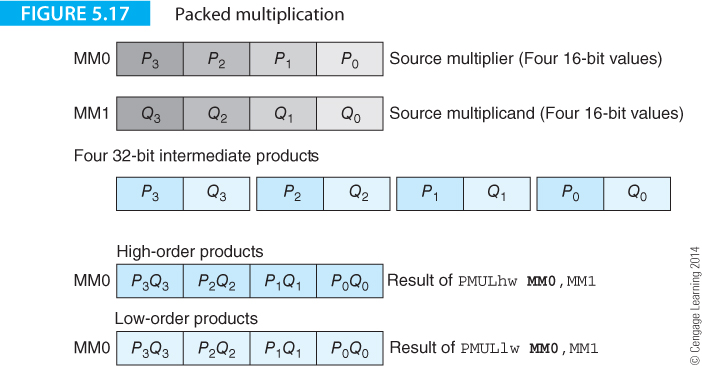 FIGURE 5.17 Packed multiplication
MM0 P3 P2 P1 P0 Source multiplier (Four 16-bit values)
MM1 Q3 Q2 Q1 Q0 Source multiplicand (Four 16-bit values)
Four 32-bit intermediate products
P3 Q3 P2 Q2 P1 Q1 P0 Q0
High-order products
MM0 P3Q3 P2Q2 P1Q1 P0Q0 Result of PMULhw MM0,MM1
Low-order products
MM0 P3Q3 P2Q2 P1Q1 P0Q0 Result of PMULlw MM0,MM1
© Cengage Learning 2014